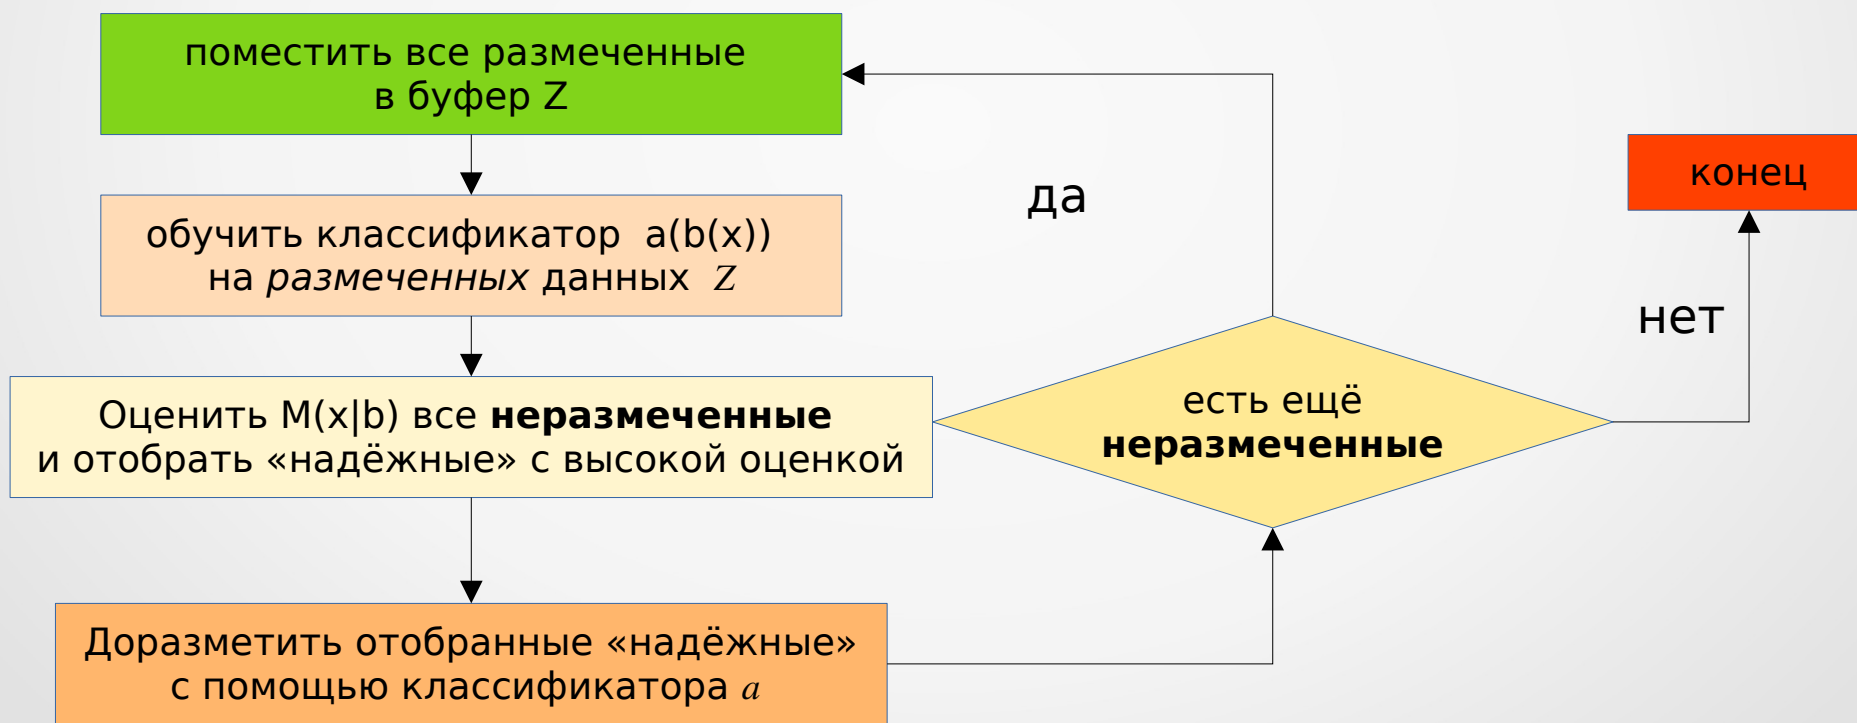 поместить все размеченные
в буфер Z
обучить классификатор a(b(x))
на размеченных данных Z
Оценить M(x|b) все неразмеченные
и отобрать «надёжные» с высокой оценкой
Доразметить отобранные «надёжные»
с помощью классификатора a
есть ещё
неразмеченные
да
нет
конец